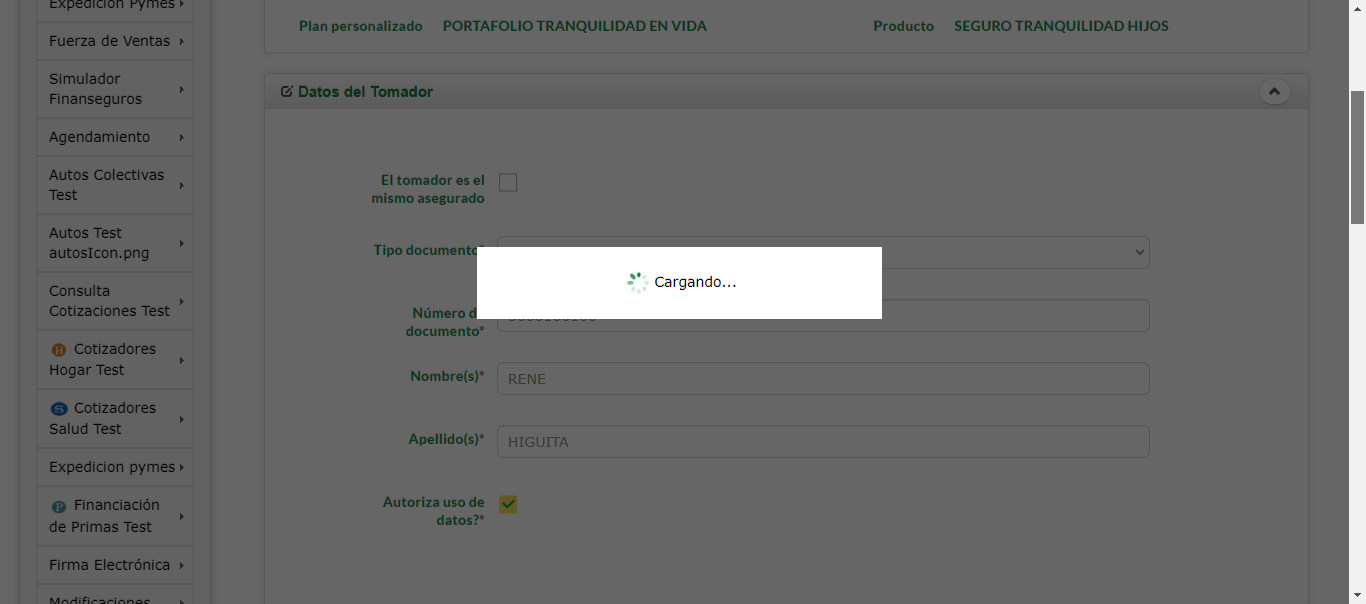 Expedición Pymes
Fuerza de Ventas
Simulador
Finanseguros
Agendamiento
Autos Colectivas
Test
Autos Test
autosIcon.png
Consulta
Cotizaciones Test
H Cotizadores
Hogar Test
S Cotizadores
Salud Test
Expedicion pymes
P Financiación
de Primas Test
Firma Electrónica
Modificaciones
Plan personalizado PORTAFOLIO TRANQUILIDAD EN VIDA Producto SEGURO TRANQUILIDAD HIJOS
Datos del Tomador
El tomador es el
mismo asegurado
Tipo documento*
Cargando...
Número d
documento*
Nombre(s)* RENE
Apellido(s)* HIGUITA
Autoriza uso de
datos?*